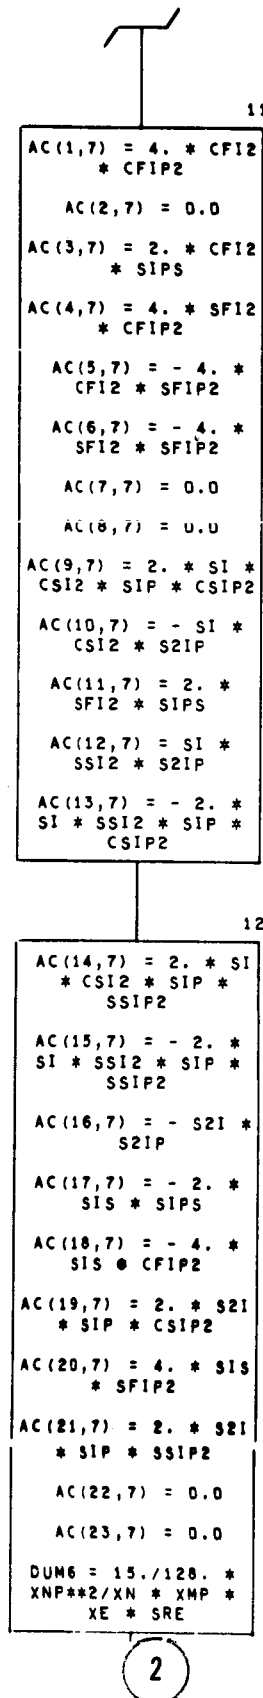 11
AC(1,7) = 4. * CFI2
* CFIP2
AC(2,7) = 0.0
AC(3,7) = 2. * CFI2
* SIPS
AC(4,7) = 4. * SFI2
* CFIP2
AC(5,7) = - 4. *
CFI2 * SFIP2
AC(6,7) = - 4. *
SFI2 * SFIP2
AC(7,7) = 0.0
AC(8,7) = 0.0
AC(9,7) = 2. * SI *
CSI2 * SIP * CSIP2
AC(10,7) = - SI *
CSI2 * S2IP
AC(11,7) = 2. *
SFI2 * SIPS
AC(12,7) = SI *
SSI2 * S2IP
AC(13,7) = - 2. *
SI * SSI2 * SIP *
CSIP2
12
AC(14,7) = 2. * SI
* CSI2 * SIP *
SSIP2
AC(15,7) = - 2. *
SI * SSI2 * SIP *
SSIP2
AC(16,7) = - S2I *
S2IP
AC(17,7) = - 2. *
SIS * SIPS
AC(18,7) = - 4. *
SIS * CFIP2
AC(19,7) = 2. * S2I
* SIP * CSIP2
AC(20,7) = 4. * SIS
* SFIP2
AC(21,7) = 2. * S2I
* SIP * SSIP2
AC(22,7) = 0.0
AC(23,7) = 0.0
DUM6 = 15./128. *
XNP**2/XN * XMP *
XE * SRE
2